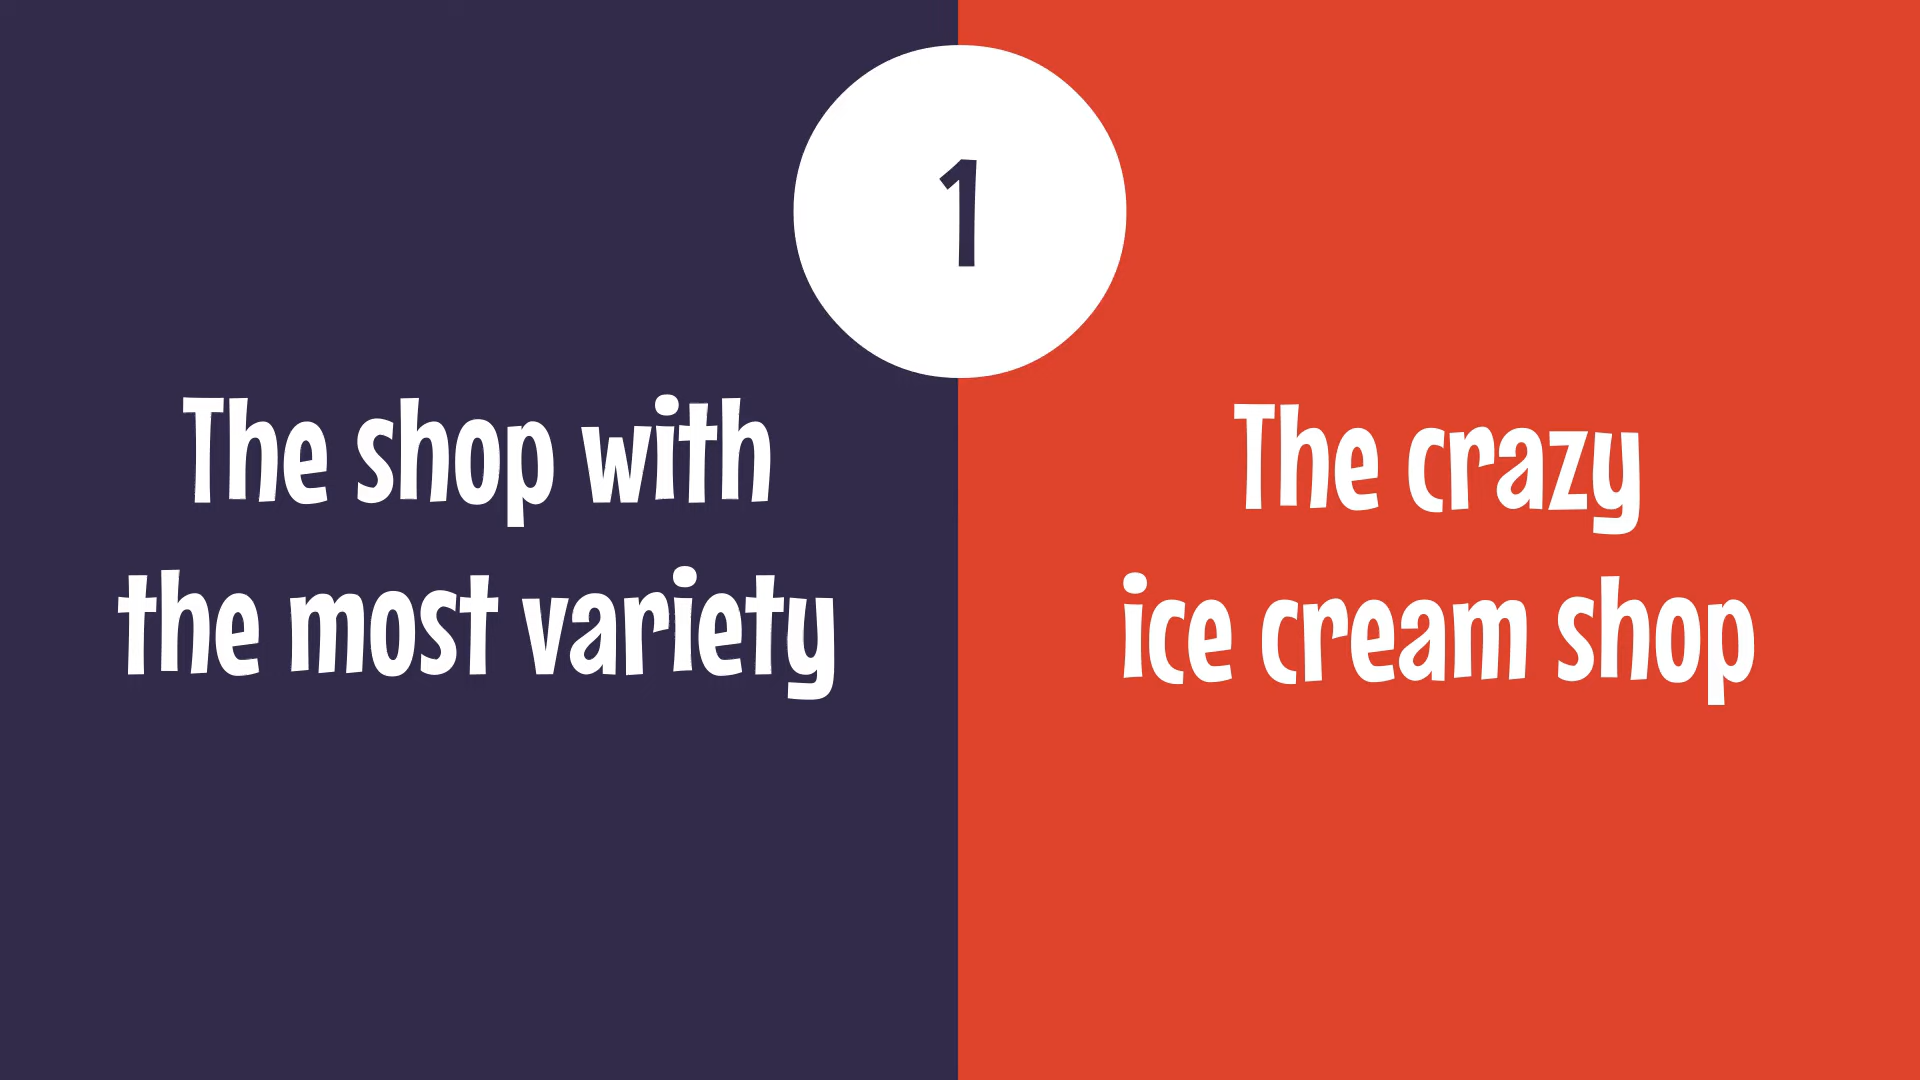 1
The shop with
the most variety
The crazy
ice cream shop